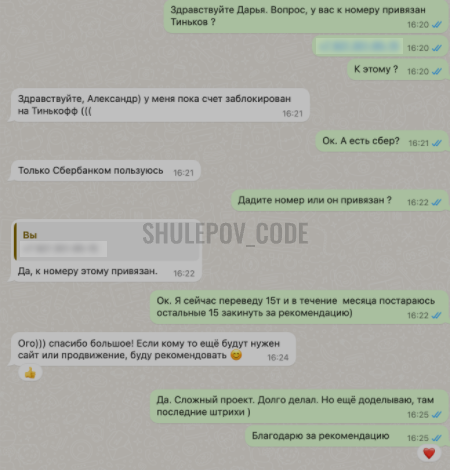 Здравствуйте Дарья. Вопрос, у вас к номеру привязан
Тиньков ?
16:20
16:20
К этому ?
16:20
Здравствуйте, Александр) у меня пока счет заблокирован
на Тинькофф (((
16:21
Ок. А есть сбер?
16:21
Только Сбербанком пользуюсь
16:21
Дадите номер или он привязан ?
16:22
SHULEPOV_CODE
Вы
Да, к номеру этому привязан.
16:22
Ок. Я сейчас переведу 15т и в течение месяца постараюсь
остальные 15 закинуть за рекомендацию)
16:22
Ого))) спасибо большое! Если кому то ещё будут нужен
сайт или продвижение, буду рекомендовать 😊
16:24
Да. Сложный проект. Долго делал. Но ещё доделываю, там
последние штрихи )
16:25
Благодарю за рекомендацию
16:25